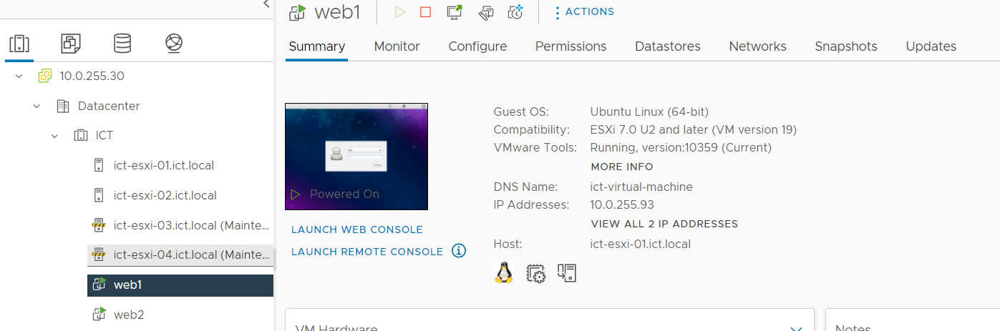 web1
ACTIONS
Summary Monitor Configure Permissions Datastores Networks Snapshots Updates
10.0.255.30
Datacenter
ICT
ict-esxi-01.ict.local
ict-esxi-02.ict.local
ict-esxi-03.ict.local (Mainte...
ict-esxi-04.ict.local (Mainte...
web1
web2
Powered On
LAUNCH WEB CONSOLE
LAUNCH REMOTE CONSOLE
Guest OS: Ubuntu Linux (64-bit)
Compatibility: ESXi 7.0 U2 and later (VM version 19)
VMware Tools: Running, version:10359 (Current)
MORE INFO
DNS Name: ict-virtual-machine
IP Addresses: 10.0.255.93
VIEW ALL 2 IP ADDRESSES
Host: ict-esxi-01.ict.local
VM Hardware
Notes